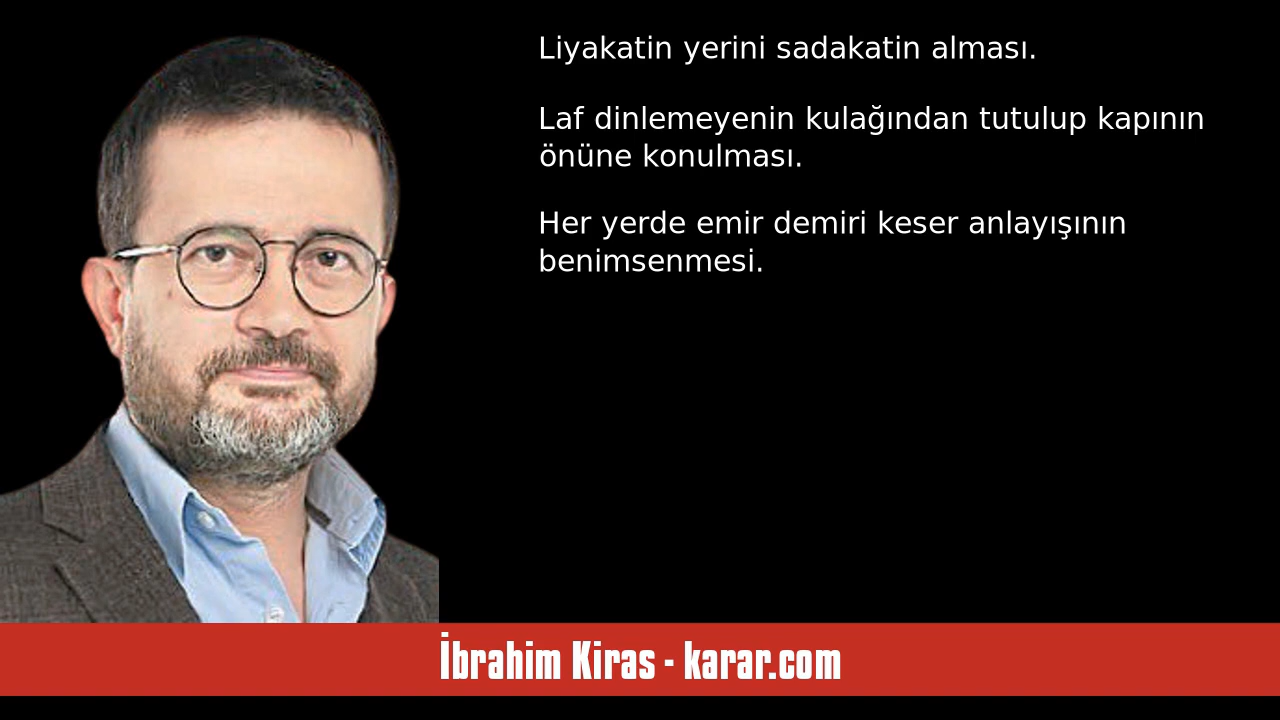 Liyakatin yerini sadakatin alması.
Laf dinlemeyenin kulağından tutulup kapının
önüne konulması.
Her yerde emir demiri keser anlayışının
benimsenmesi.
İbrahim Kiras - karar.com